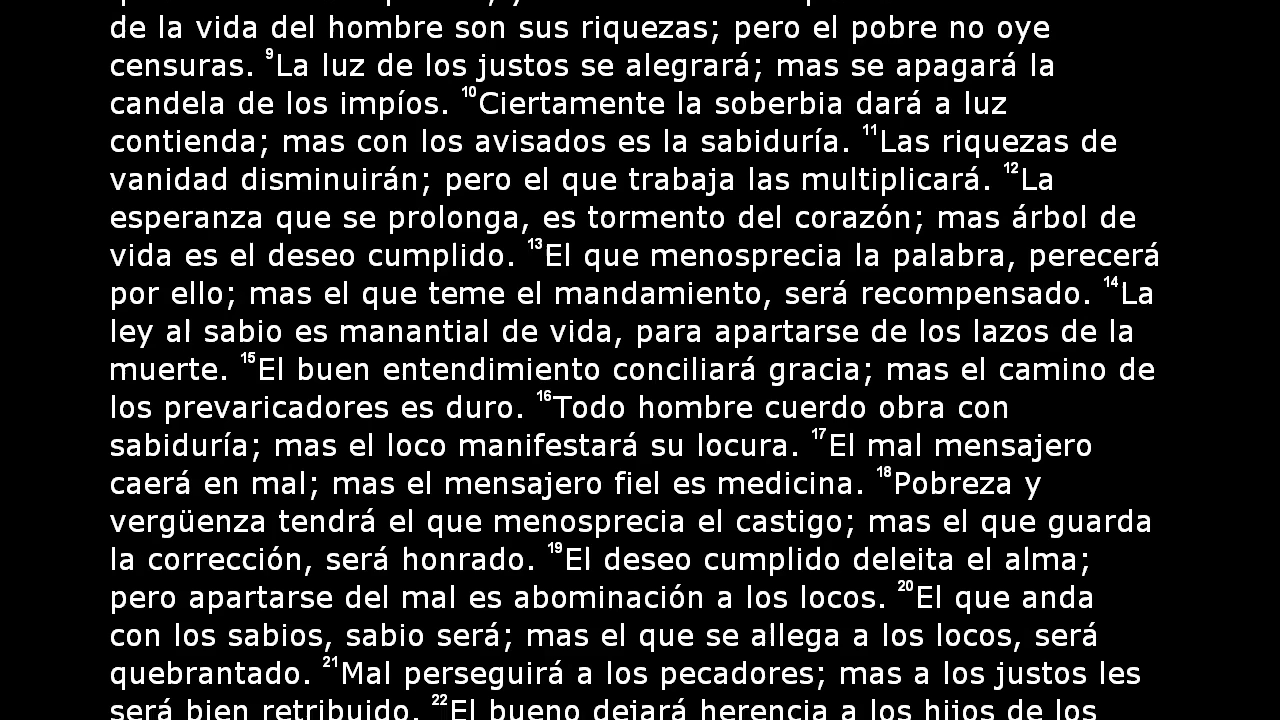 de la vida del hombre son sus riquezas; pero el pobre no oye
censuras. 9La luz de los justos se alegrará; mas se apagará la
candela de los impíos. 10Ciertamente la soberbia dará a luz
contienda; mas con los avisados es la sabiduría. 11Las riquezas de
vanidad disminuirán; pero el que trabaja las multiplicará. 12La
esperanza que se prolonga, es tormento del corazón; mas árbol de
vida es el deseo cumplido. 13El que menosprecia la palabra, perecerá
por ello; mas el que teme el mandamiento, será recompensado. 14La
ley al sabio es manantial de vida, para apartarse de los lazos de la
muerte. 15El buen entendimiento conciliará gracia; mas el camino de
los prevaricadores es duro. 16Todo hombre cuerdo obra con
sabiduría; mas el loco manifestará su locura. 17El mal mensajero
caerá en mal; mas el mensajero fiel es medicina. 18Pobreza y
vergüenza tendrá el que menosprecia el castigo; mas el que guarda
la corrección, será honrado. 19El deseo cumplido deleita el alma;
pero apartarse del mal es abominación a los locos. 20El que anda
con los sabios, sabio será; mas el que se allega a los locos, será
quebrantado. 21Mal perseguirá a los pecadores; mas a los justos les
será bien retribuido. 22El bueno dejará herencia a los hijos de los